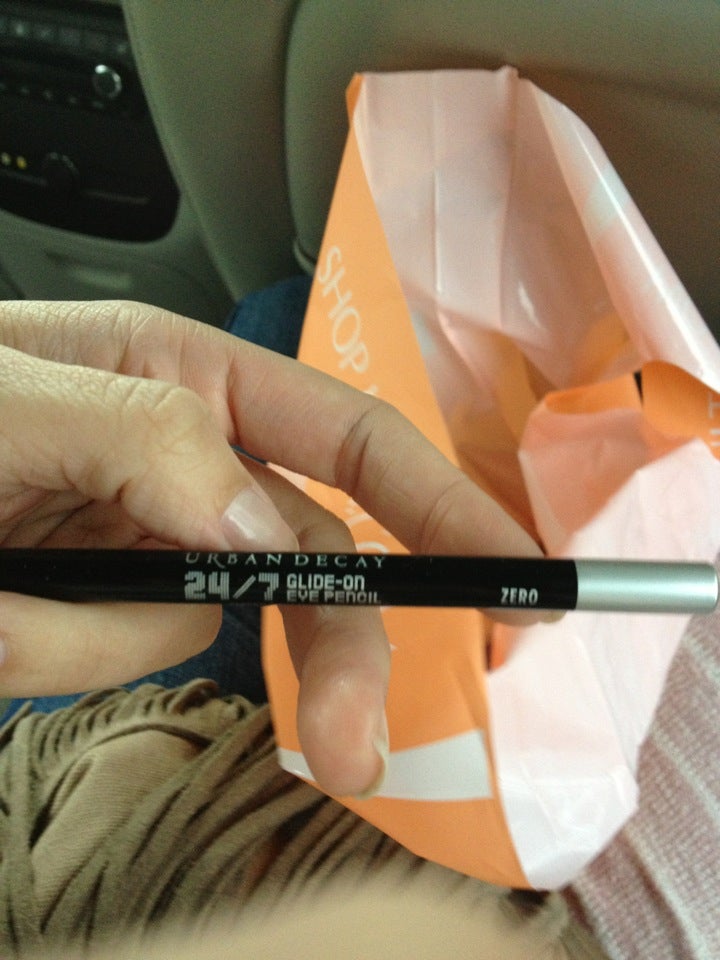 SHOP
URBAN DECAY
24/7 GLIDE-ON
EYE PENCIL
ZERO